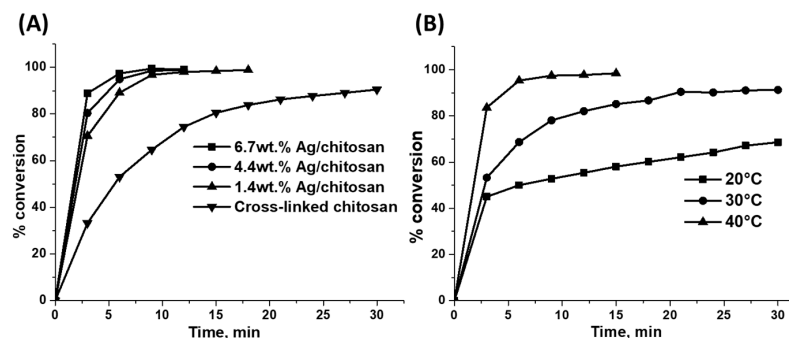 (A)
% conversion
100
80
60
40
20
0
6.7wt.% Ag/chitosan
4.4wt.% Ag/chitosan
1.4wt.% Ag/chitosan
Cross-linked chitosan
0 5 10 15 20 25 30
Time, min
(B)
% conversion
100
80
60
40
20
0
20°C
30°C
40°C
0 5 10 15 20 25 30
Time, min